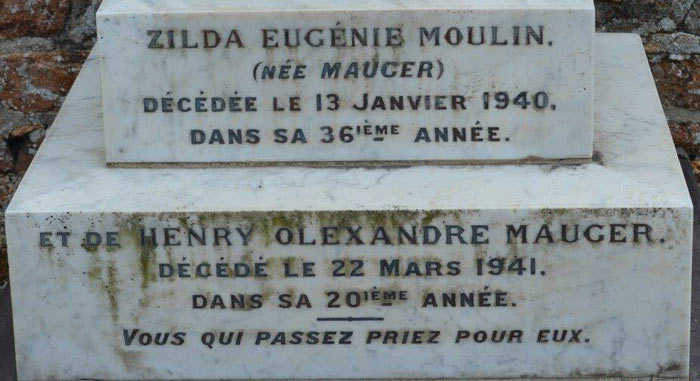 ZILDA EUGÉNIE MOULIN.
(NÉE MAUGER)
DÉCÉDÉE LE 13 JANVIER 1940,
DANS SA 36IÈME ANNÉE.
ET DE HENRY OLEXANDRE MAUGER.
DÉCÉDÉ LE 22 MARS 1941.
DANS SA 20IÈME ANNÉE.
VOUS QUI PASSEZ PRIEZ POUR EUX.